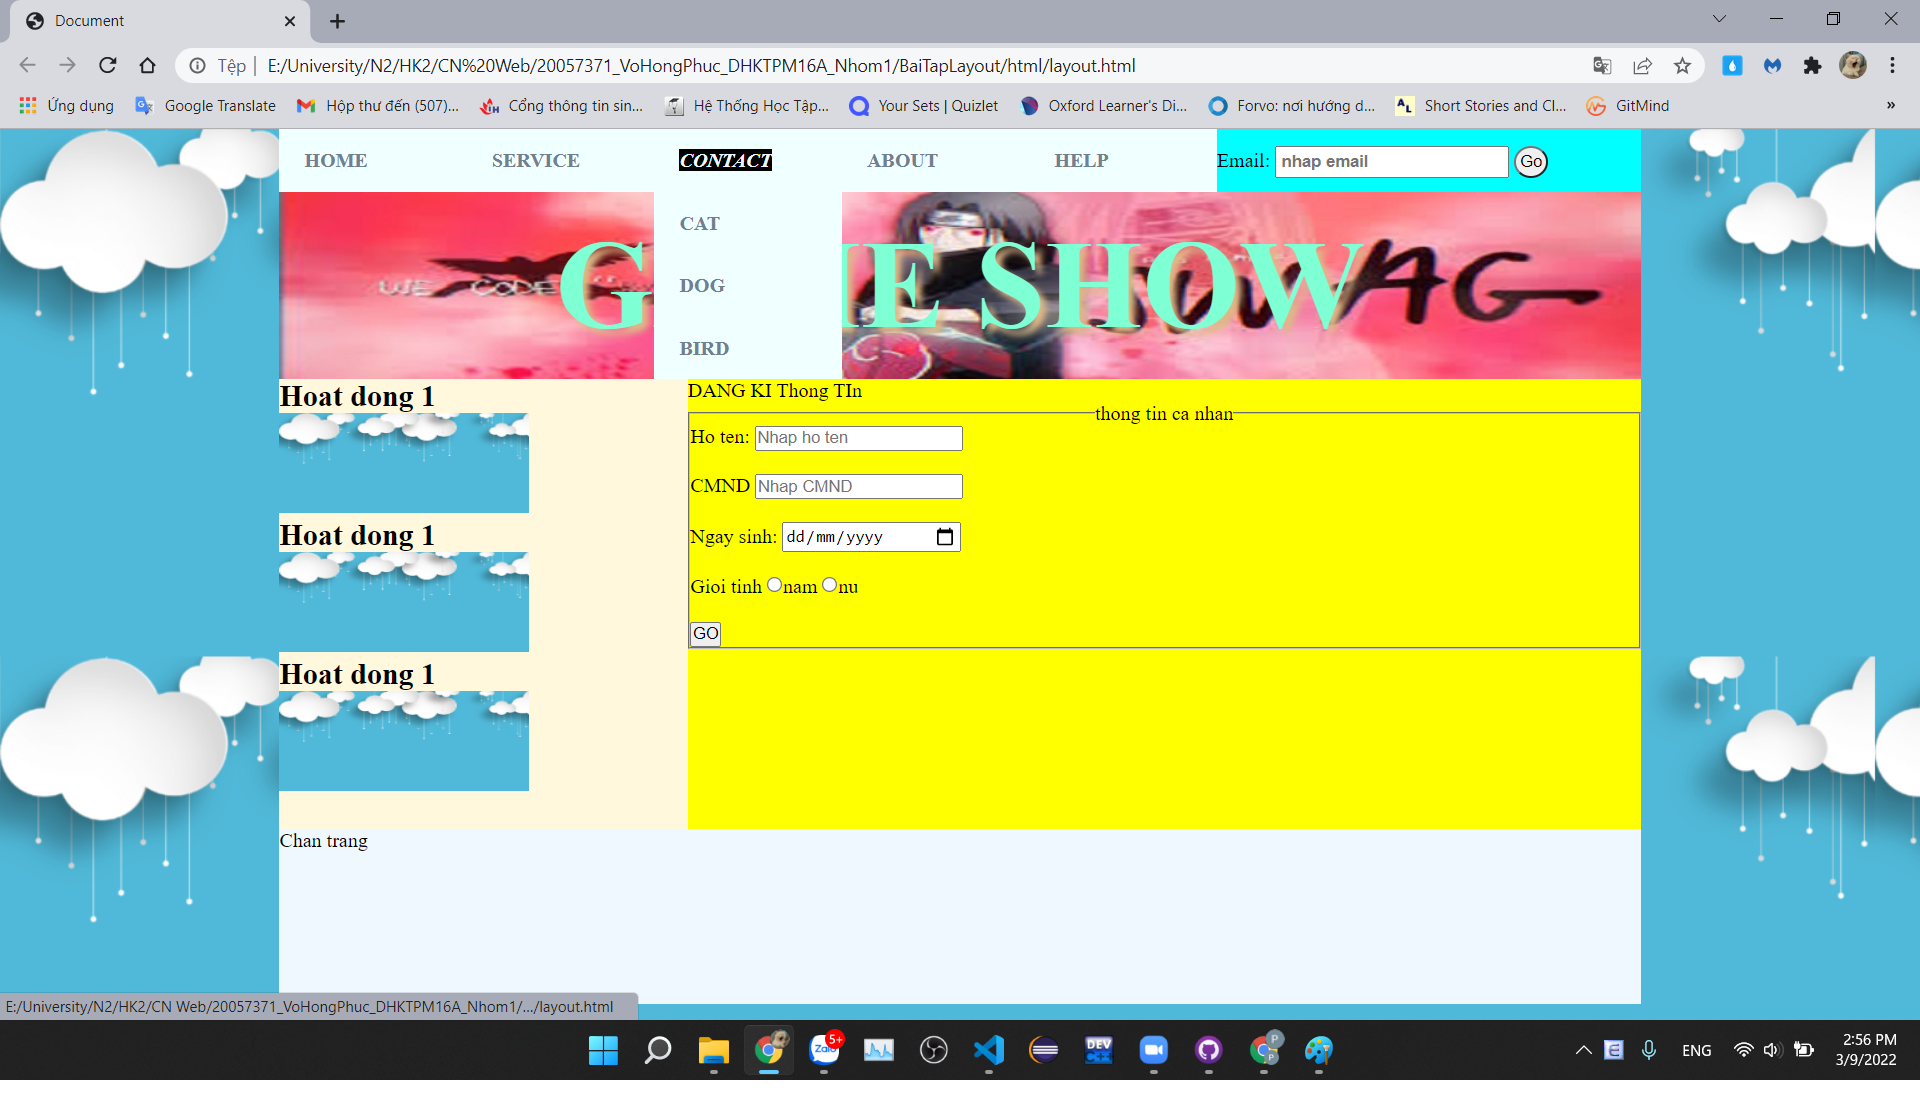 Document
Tệp
E:/University/N2/HK2/CN%20Web/20057371_VoHongPhuc_DHKTPM16A_Nhom1/BaiTapLayout/html/layout.html
Ứng dụng
Google Translate
Hộp thư đến (507)...
Cổng thông tin sin...
Hệ Thống Học Tập...
Your Sets | Quizlet
Oxford Learner's Di...
Forvo: nơi hướng d...
Short Stories and Cl...
GitMind
»
HOME
SERVICE
CONTACT
ABOUT
HELP
Email:
nhap email
Go
CAT
DOG
BIRD
WE CODE
SHOW
AG
Hoat dong 1
Hoat dong 1
Hoat dong 1
DANG KI Thong TIn
thong tin ca nhan
Ho ten: Nhap ho ten
CMND Nhap CMND
Ngay sinh: dd/mm/yyyy
Gioi tinh nam nu
GO
Chan trang
E:/University/N2/HK2/CN Web/20057371_VoHongPhuc_DHKTPM16A_Nhom1/.../layout.html
Zalo
5+
DEV
C++
P
P
ENG
2:56 PM
3/9/2022